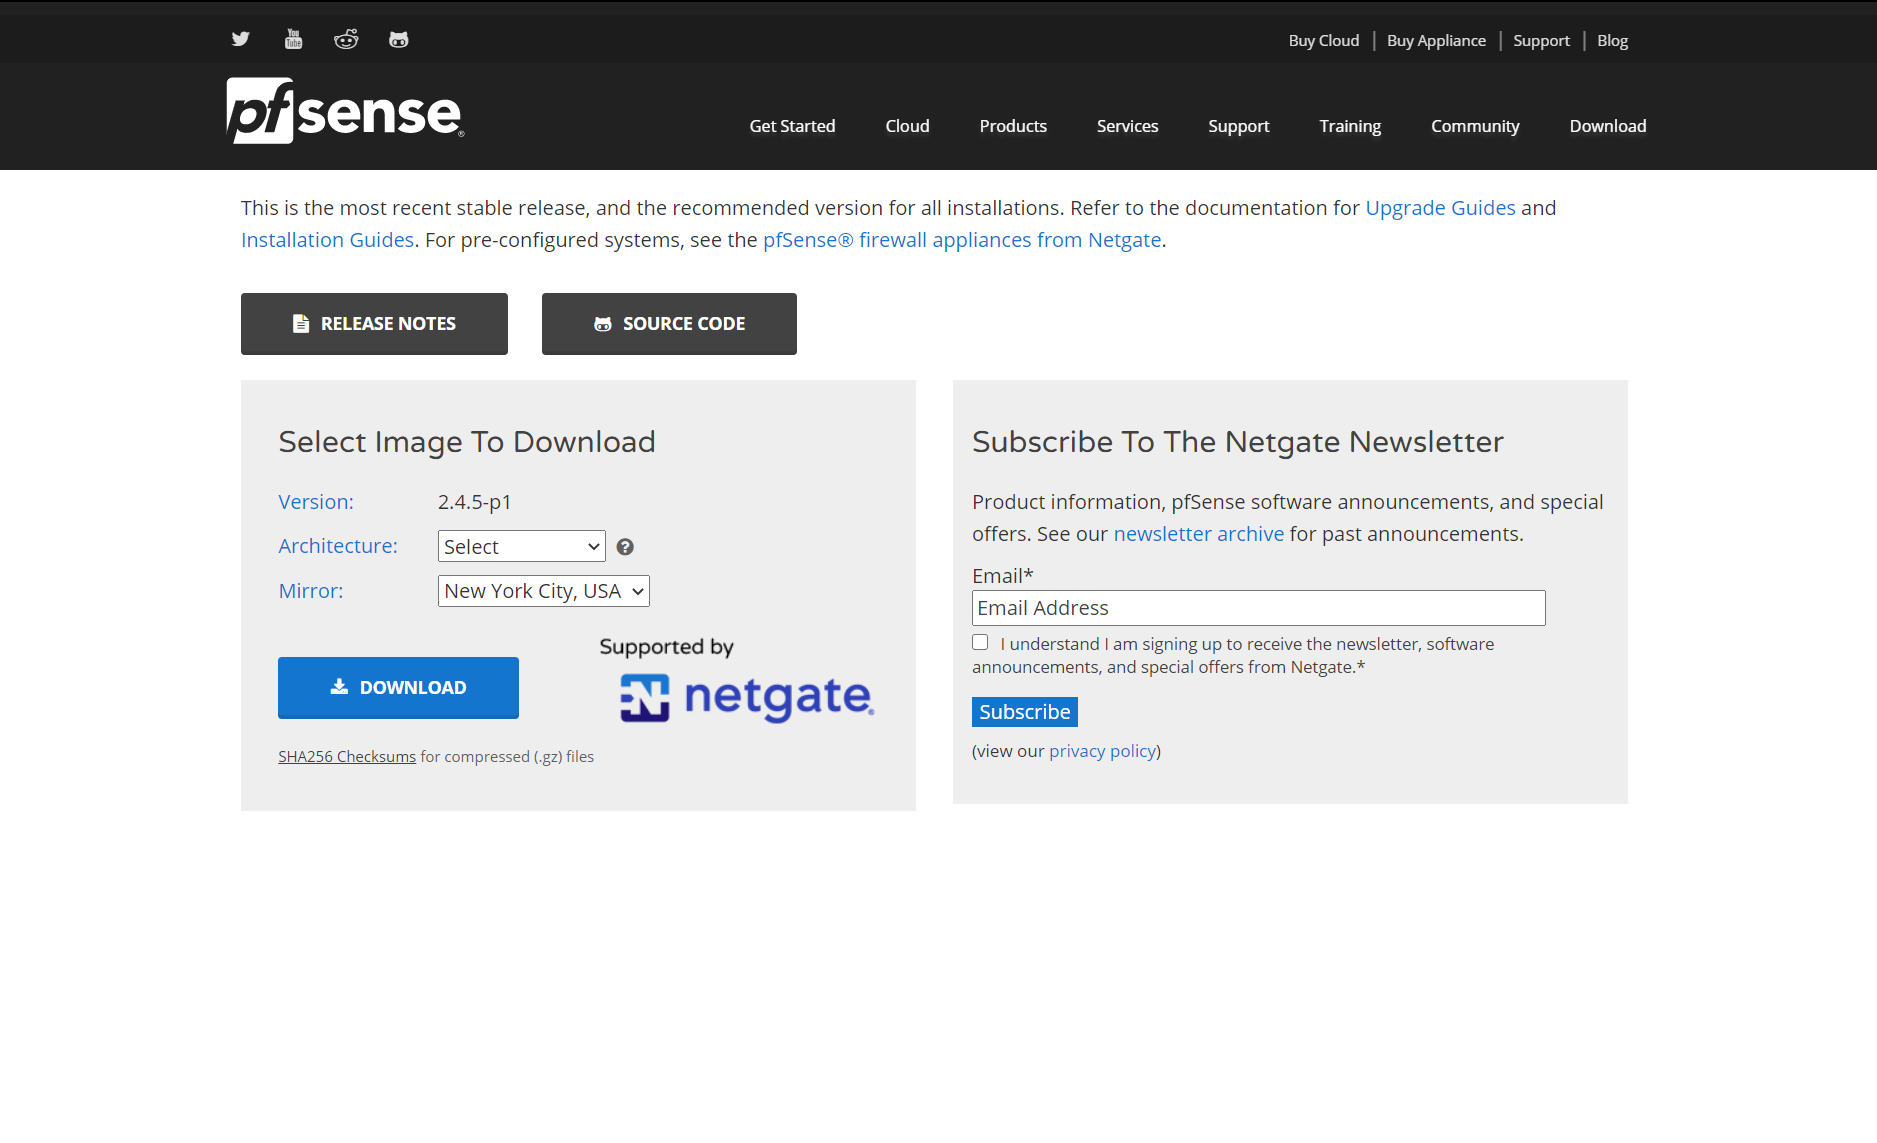 You
Tube
Buy Cloud | Buy Appliance | Support | Blog
pfsense®
Get Started Cloud Products Services Support Training Community Download
This is the most recent stable release, and the recommended version for all installations. Refer to the documentation for Upgrade Guides and
Installation Guides. For pre-configured systems, see the pfSense® firewall appliances from Netgate.
RELEASE NOTES SOURCE CODE
Select Image To Download
Version: 2.4.5-p1
Architecture: Select ?
Mirror: New York City, USA
Supported by
netgate®
DOWNLOAD
SHA256 Checksums for compressed (.gz) files
Subscribe To The Netgate Newsletter
Product information, pfSense software announcements, and special
offers. See our newsletter archive for past announcements.
Email*
Email Address
I understand I am signing up to receive the newsletter, software
announcements, and special offers from Netgate.*
Subscribe
(view our privacy policy)